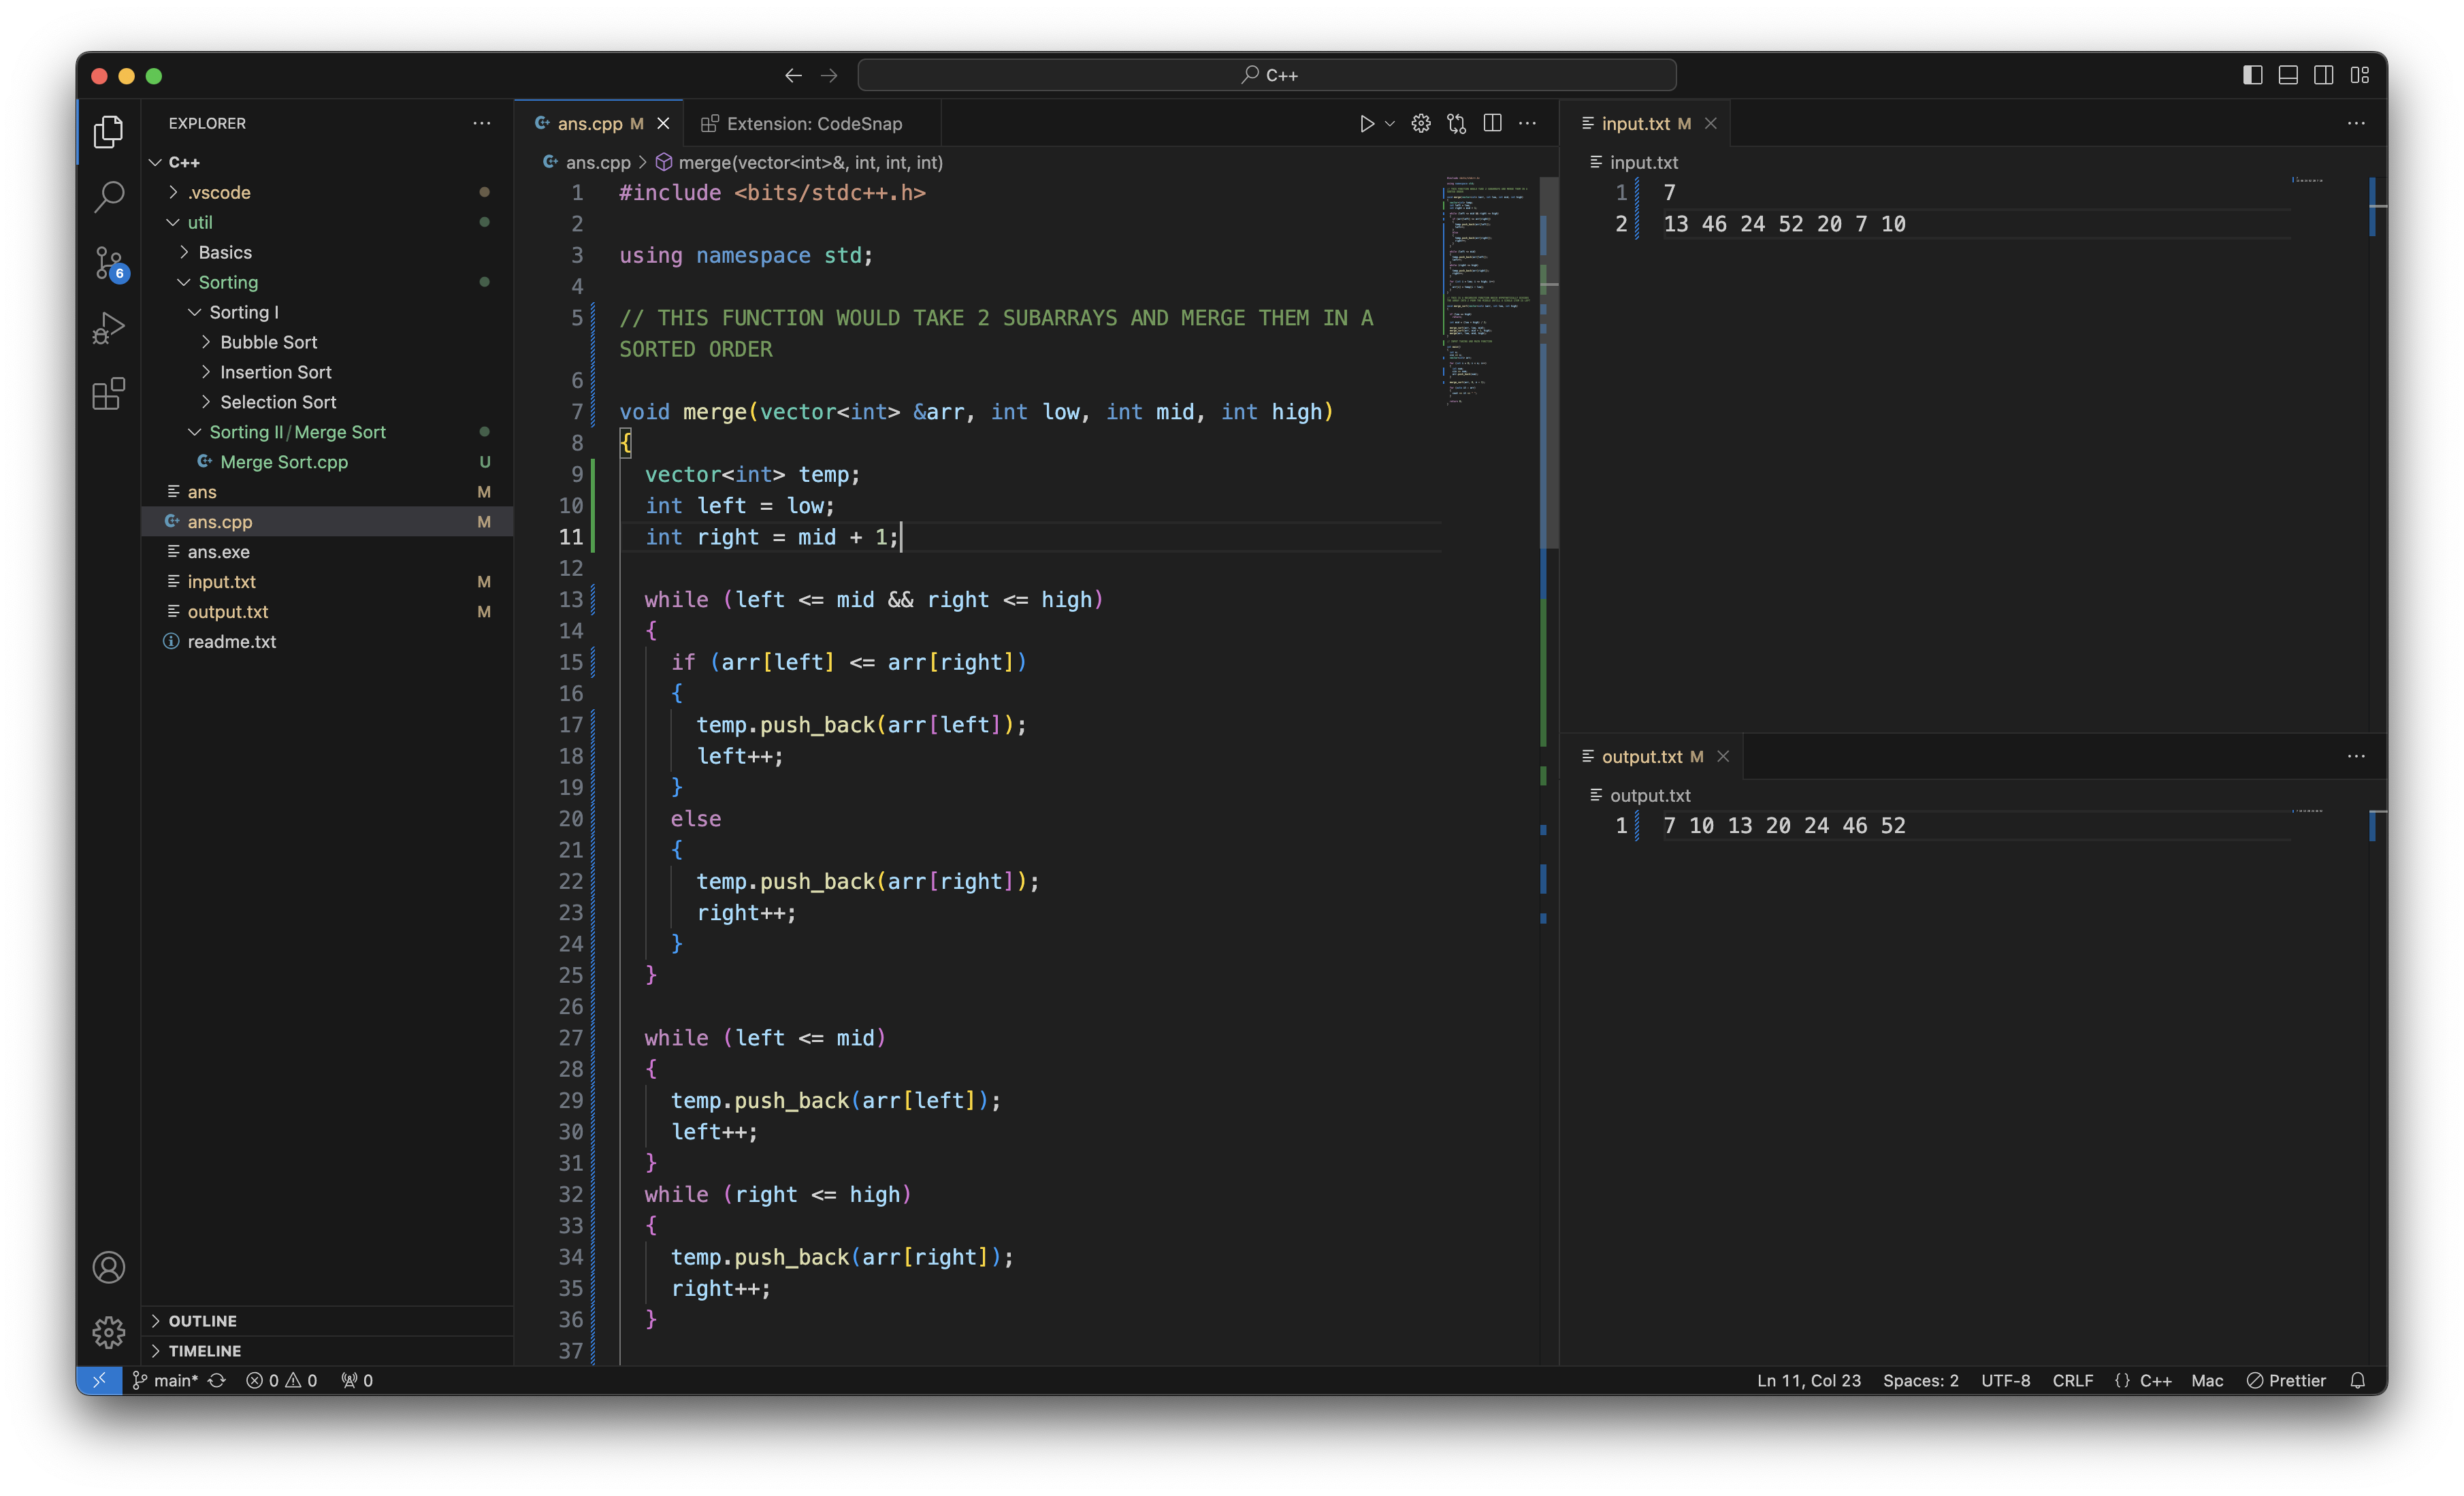 C++
EXPLORER
C++
.vscode
util
Basics
Sorting
Sorting I
Bubble Sort
Insertion Sort
Selection Sort
Sorting II / Merge Sort
Merge Sort.cpp U
ans M
ans.cpp M
ans.exe
input.txt M
output.txt M
readme.txt
6
OUTLINE
TIMELINE
ans.cpp M
Extension: CodeSnap
ans.cpp > merge(vector<int>&, int, int, int)
1 #include <bits/stdc++.h>
2
3 using namespace std;
4
5 // THIS FUNCTION WOULD TAKE 2 SUBARRAYS AND MERGE THEM IN A
SORTED ORDER
6
7 void merge(vector<int> &arr, int low, int mid, int high)
8 {
9 vector<int> temp;
10 int left = low;
11 int right = mid + 1;
12
13 while (left <= mid && right <= high)
14 {
15 if (arr[left] <= arr[right])
16 {
17 temp.push_back(arr[left]);
18 left++;
19 }
20 else
21 {
22 temp.push_back(arr[right]);
23 right++;
24 }
25 }
26
27 while (left <= mid)
28 {
29 temp.push_back(arr[left]);
30 left++;
31 }
32 while (right <= high)
33 {
34 temp.push_back(arr[right]);
35 right++;
36 }
37
input.txt M
input.txt
1 7
2 13 46 24 52 20 7 10
output.txt M
output.txt
1 7 10 13 20 24 46 52
main* 0 0 0
Ln 11, Col 23 Spaces: 2 UTF-8 CRLF {} C++ Mac Prettier